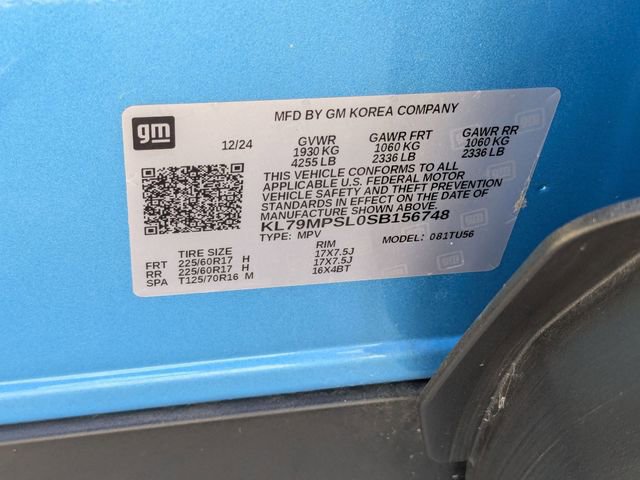 MFD BY GM KOREA COMPANY
gm
12/24 GVWR GAWR FRT GAWR RR
1930 KG 1060 KG 1060 KG
4255 LB 2336 LB 2336 LB
THIS VEHICLE CONFORMS TO ALL
APPLICABLE U.S. FEDERAL MOTOR
VEHICLE SAFETY AND THEFT PREVENTION
STANDARDS IN EFFECT ON THE DATE OF
MANUFACTURE SHOWN ABOVE.
KL79MPSL0SB156748
TYPE: MPV MODEL: 081TU56
TIRE SIZE RIM
FRT 225/60R17 H 17X7.5J
RR 225/60R17 H 17X7.5J
SPA T125/70R16 M 16X4BT